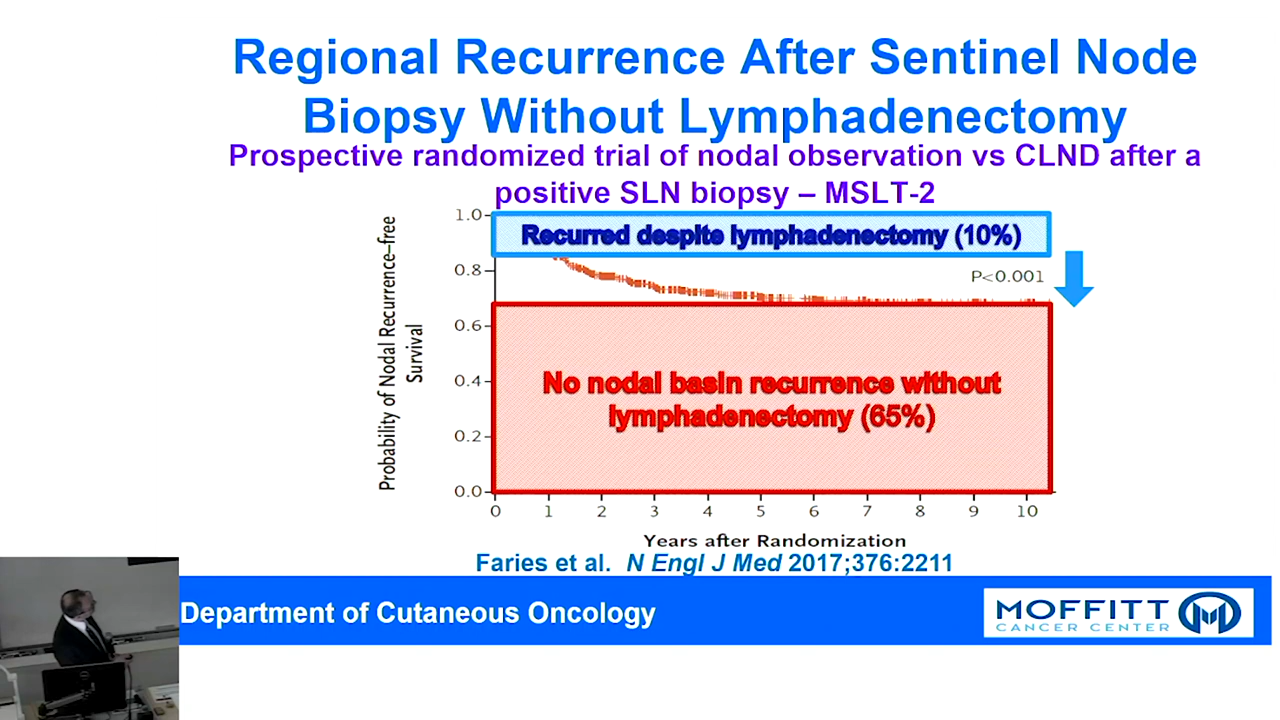 Regional Recurrence After Sentinel Node
Biopsy Without Lymphadenectomy
Prospective randomized trial of nodal observation vs CLND after a
positive SLN biopsy – MSLT-2
Probability of Nodal Recurrence–free
Survival
1.0
0.8
0.6
0.4
0.2
0.0
Recurred despite lymphadenectomy (10%)
P<0.001
No nodal basin recurrence without
lymphadenectomy (65%)
0 1 2 3 4 5 6 7 8 9 10
Years after Randomization
Faries et al. N Engl J Med 2017;376:2211
Department of Cutaneous Oncology
MOFFITT
CANCER CENTER